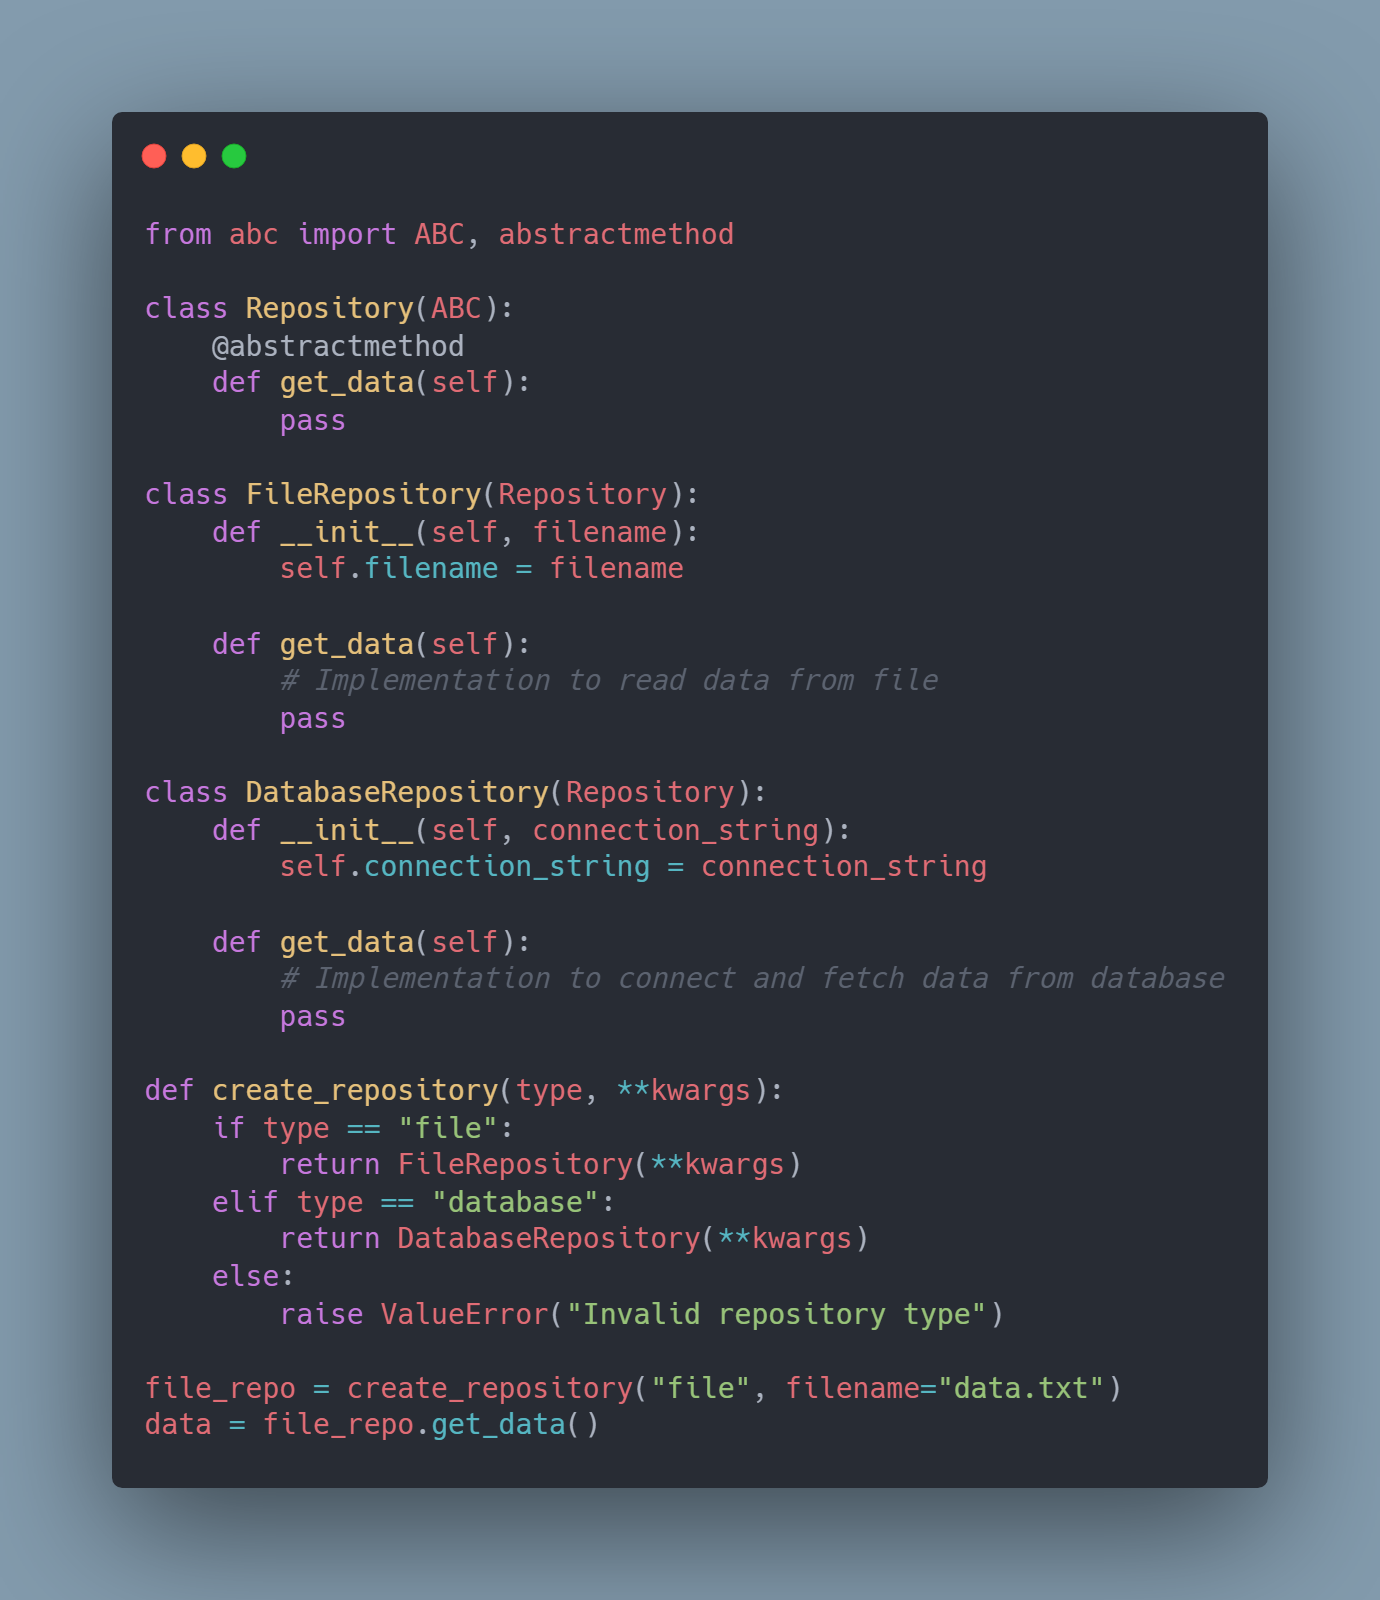 from abc import ABC, abstractmethod

class Repository(ABC):
    @abstractmethod
    def get_data(self):
        pass

class FileRepository(Repository):
    def __init__(self, filename):
        self.filename = filename

    def get_data(self):
        # Implementation to read data from file
        pass

class DatabaseRepository(Repository):
    def __init__(self, connection_string):
        self.connection_string = connection_string

    def get_data(self):
        # Implementation to connect and fetch data from database
        pass

def create_repository(type, **kwargs):
    if type == "file":
        return FileRepository(**kwargs)
    elif type == "database":
        return DatabaseRepository(**kwargs)
    else:
        raise ValueError("Invalid repository type")

file_repo = create_repository("file", filename="data.txt")
data = file_repo.get_data()